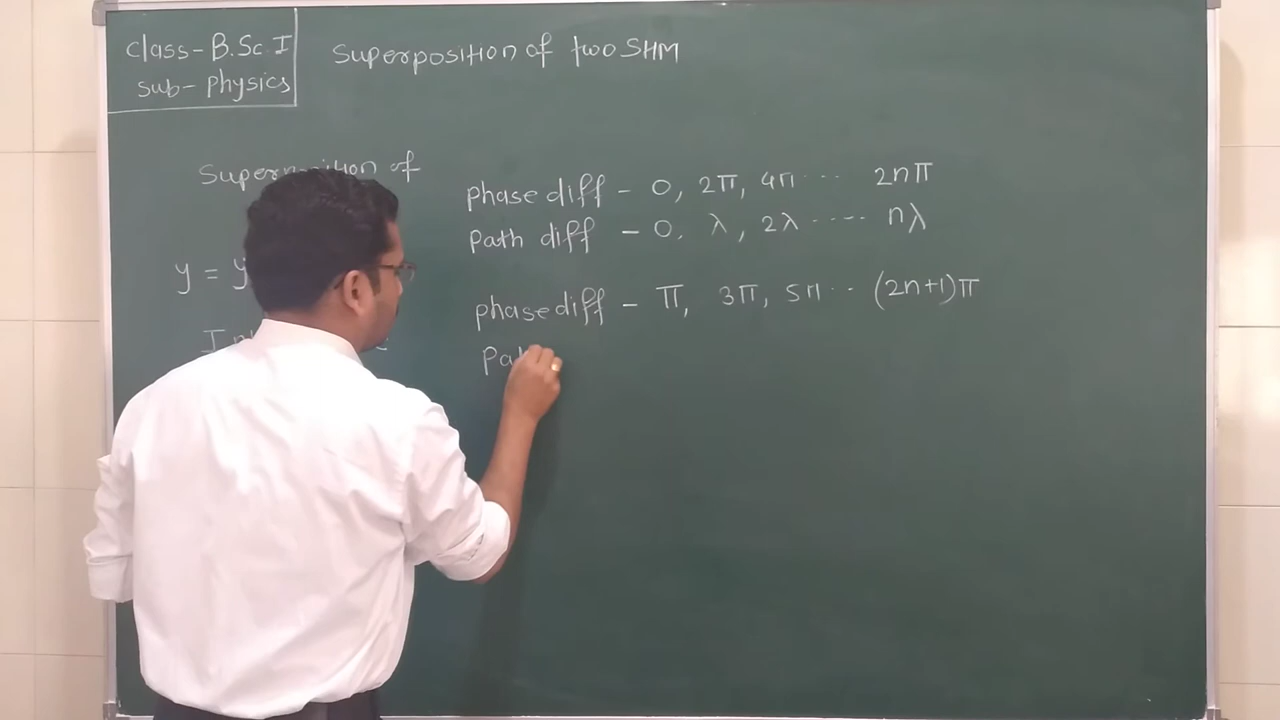 class - B.Sc. I
sub - physics
Superposition of two SHM
of
y =
phase diff - 0, 2π, 4π ... 2nπ
Path diff - 0, λ, 2λ ..... nλ
phase diff - π, 3π, 5π ... (2n+1)π